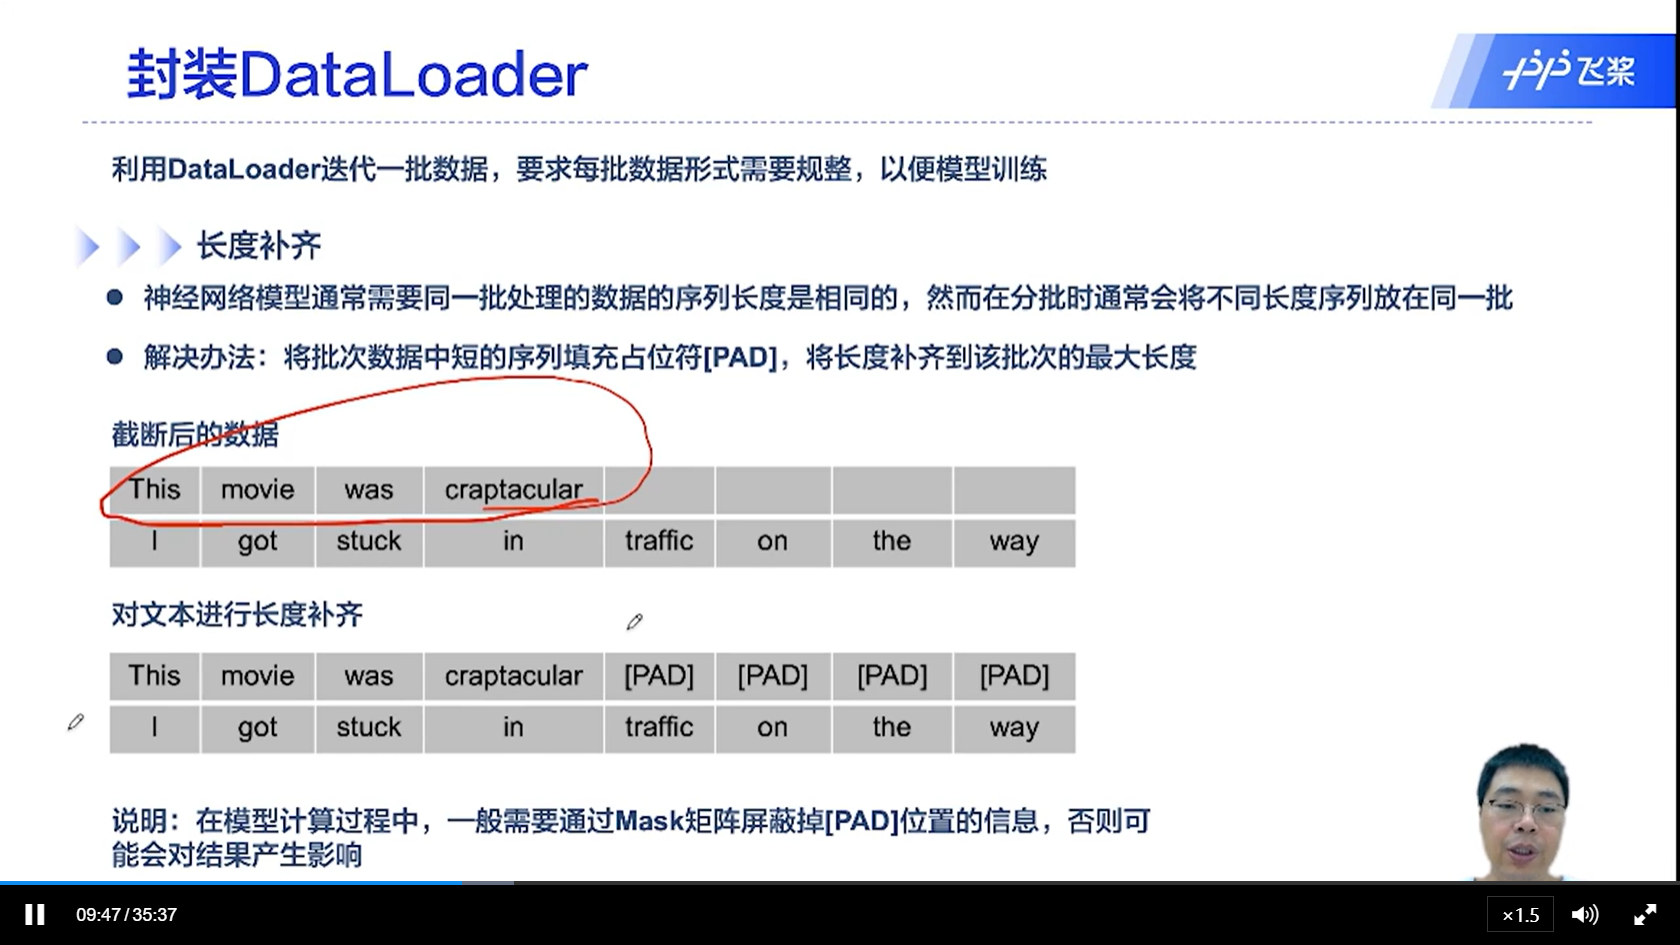 封装DataLoader
飞桨
利用DataLoader迭代一批数据，要求每批数据形式需要规整，以便模型训练
长度补齐
神经网络模型通常需要同一批处理的数据的序列长度是相同的，然而在分批时通常会将不同长度序列放在同一批
解决办法：将批次数据中短的序列填充占位符[PAD]，将长度补齐到该批次的最大长度
截断后的数据
This movie was craptacular
I got stuck in traffic on the way
对文本进行长度补齐
This movie was craptacular [PAD] [PAD] [PAD] [PAD]
I got stuck in traffic on the way
说明：在模型计算过程中，一般需要通过Mask矩阵屏蔽掉[PAD]位置的信息，否则可
能会对结果产生影响
09:47/35:37
×1.5